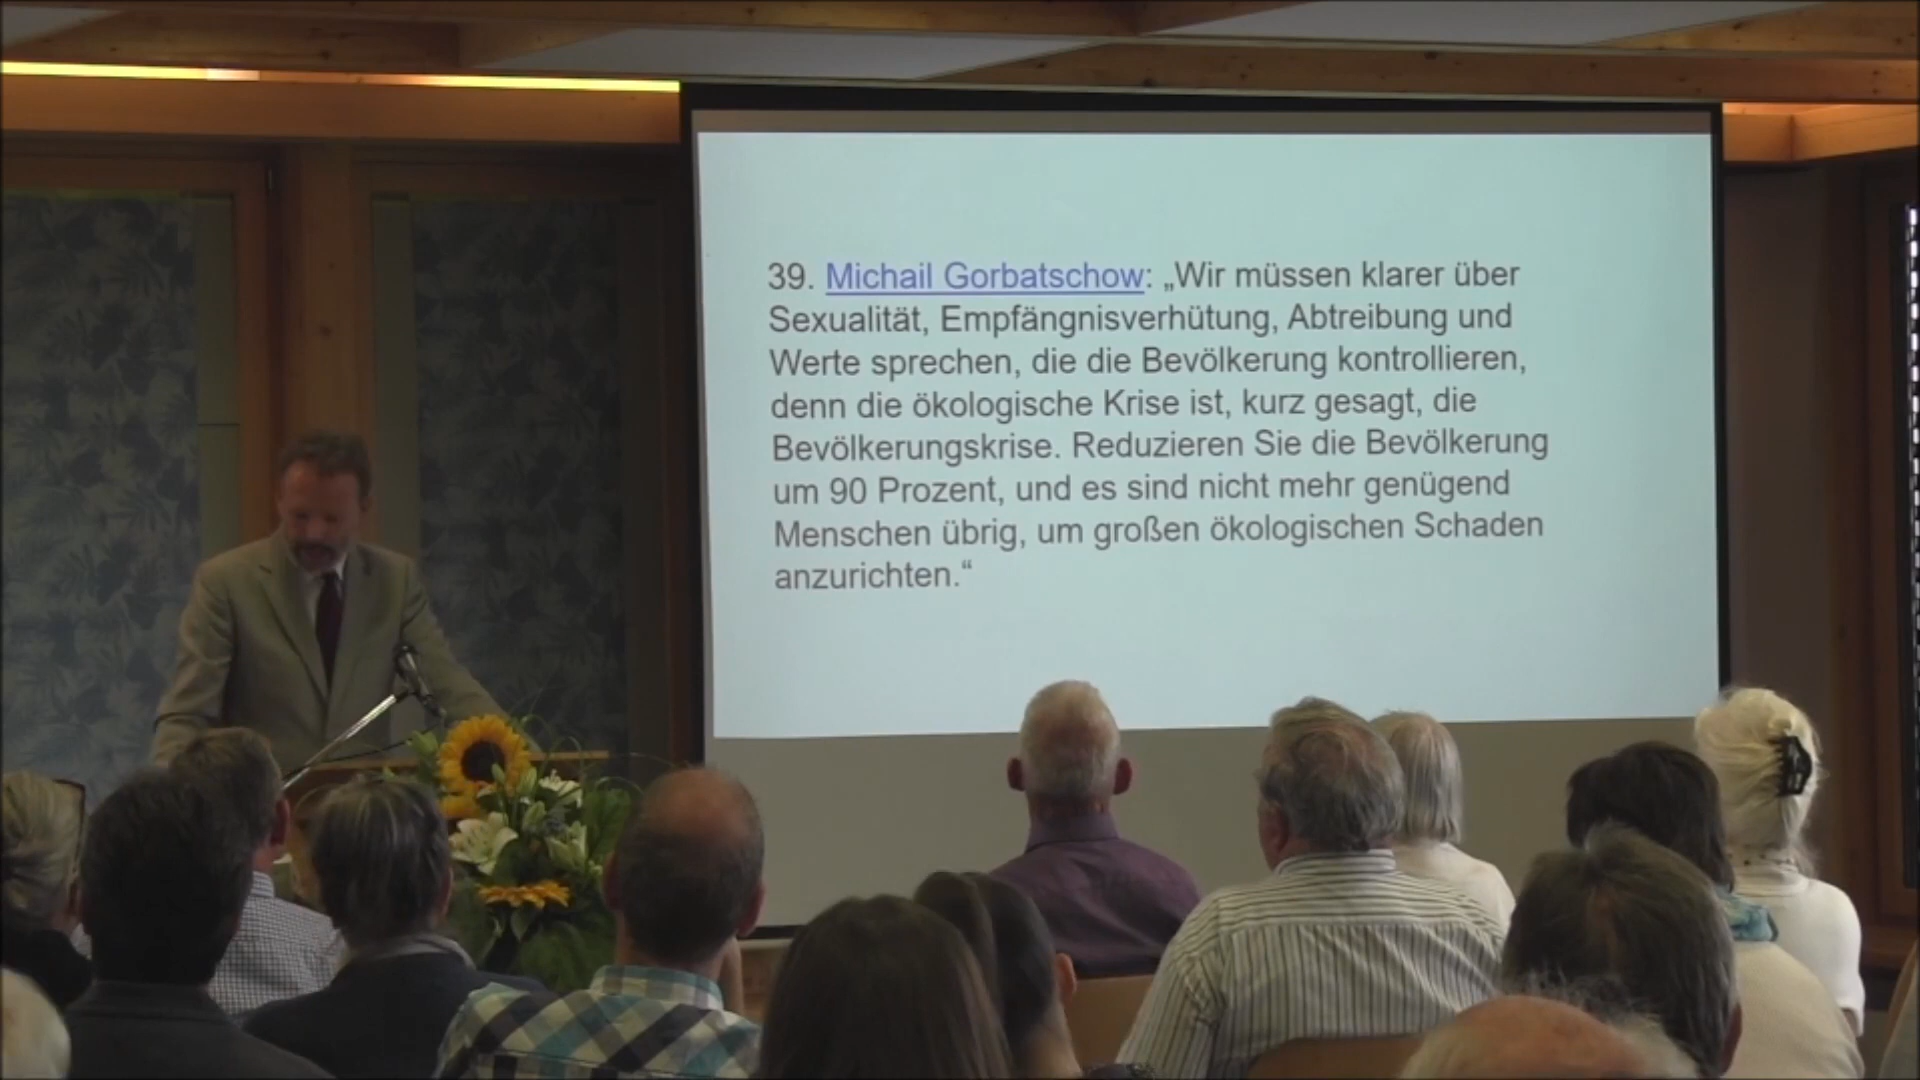 39. Michail Gorbatschow: „Wir müssen klarer über
Sexualität, Empfängnisverhütung, Abtreibung und
Werte sprechen, die die Bevölkerung kontrollieren,
denn die ökologische Krise ist, kurz gesagt, die
Bevölkerungskrise. Reduzieren Sie die Bevölkerung
um 90 Prozent, und es sind nicht mehr genügend
Menschen übrig, um großen ökologischen Schaden
anzurichten.“